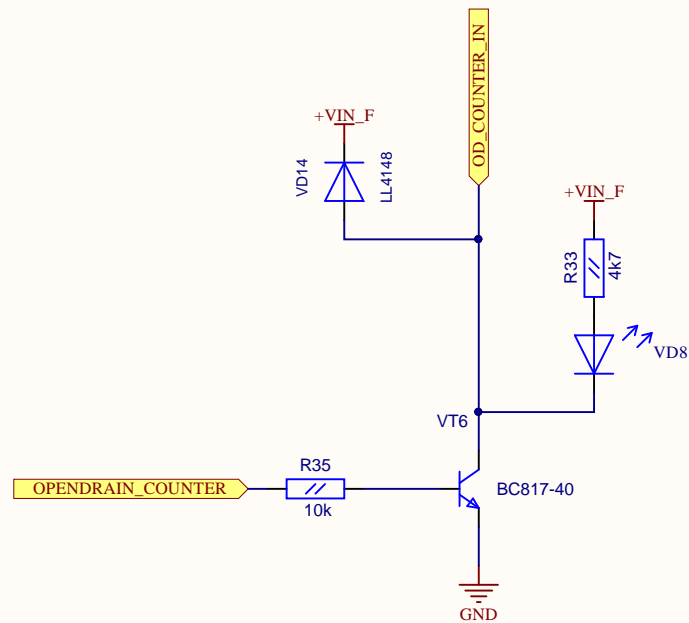 OD_COUNTER_IN
+VIN_F
VD14
LL4148
+VIN_F
R33
4k7
VD8
VT6
R35
OPENDRAIN_COUNTER
10k
BC817-40
GND